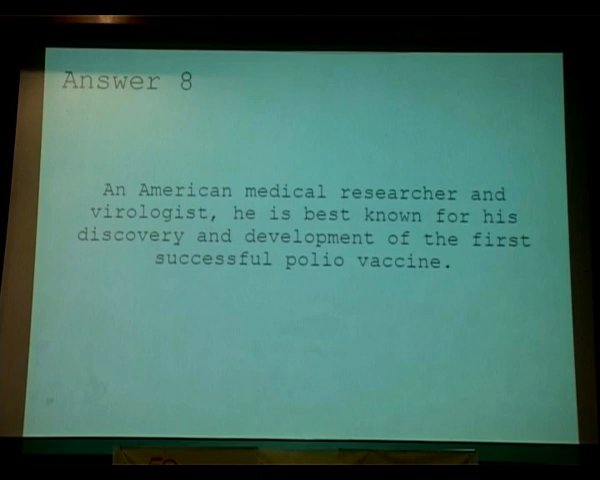 Answer 8
An American medical researcher and
virologist, he is best known for his
discovery and development of the first
successful polio vaccine.